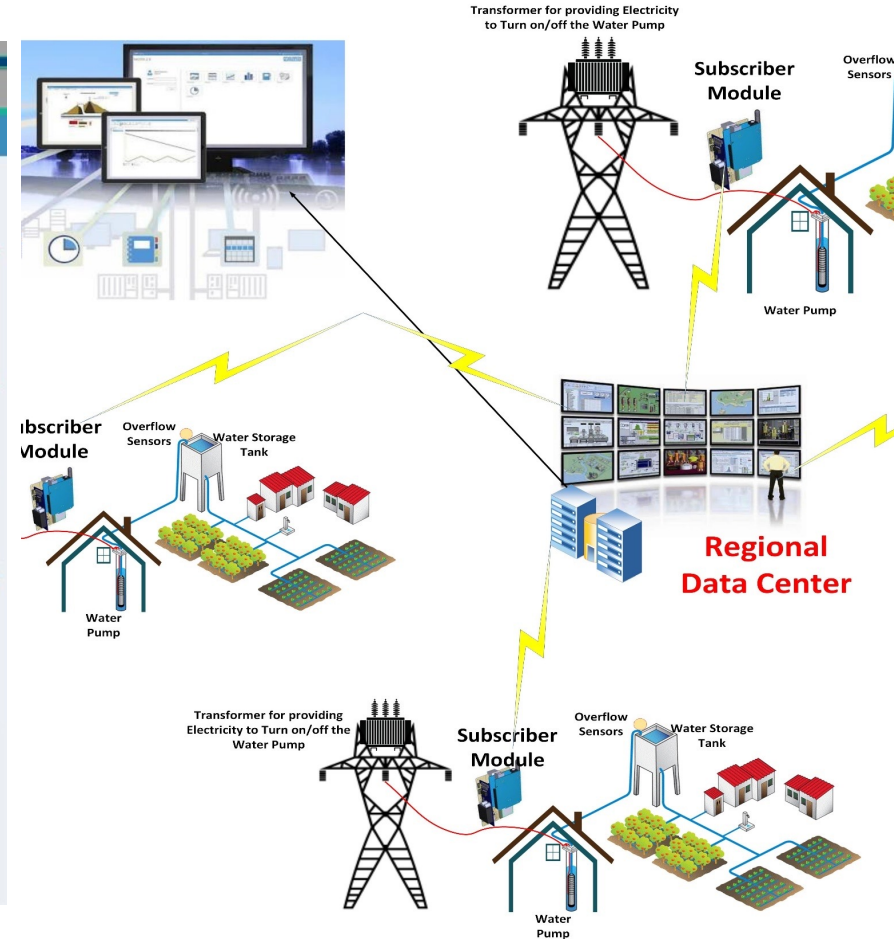 Transformer for providing Electricity
to Turn on/off the Water Pump
Subscriber
Module
Overflow
Sensors
Water Pump
ubscriber
Module
Overflow
Sensors
Water Storage
Tank
Water
Pump
Regional
Data Center
Transformer for providing
Electricity to Turn on/off the
Water Pump
Subscriber
Module
Overflow
Sensors
Water Storage
Tank
Water
Pump